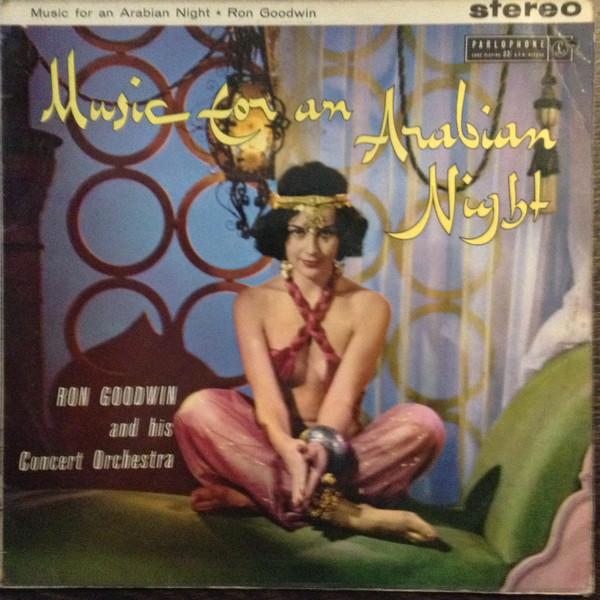 Music for an Arabian Night • Ron Goodwin
stereo
PARLOPHONE
Music for an
Arabian
Night
RON GOODWIN
and his
Concert Orchestra